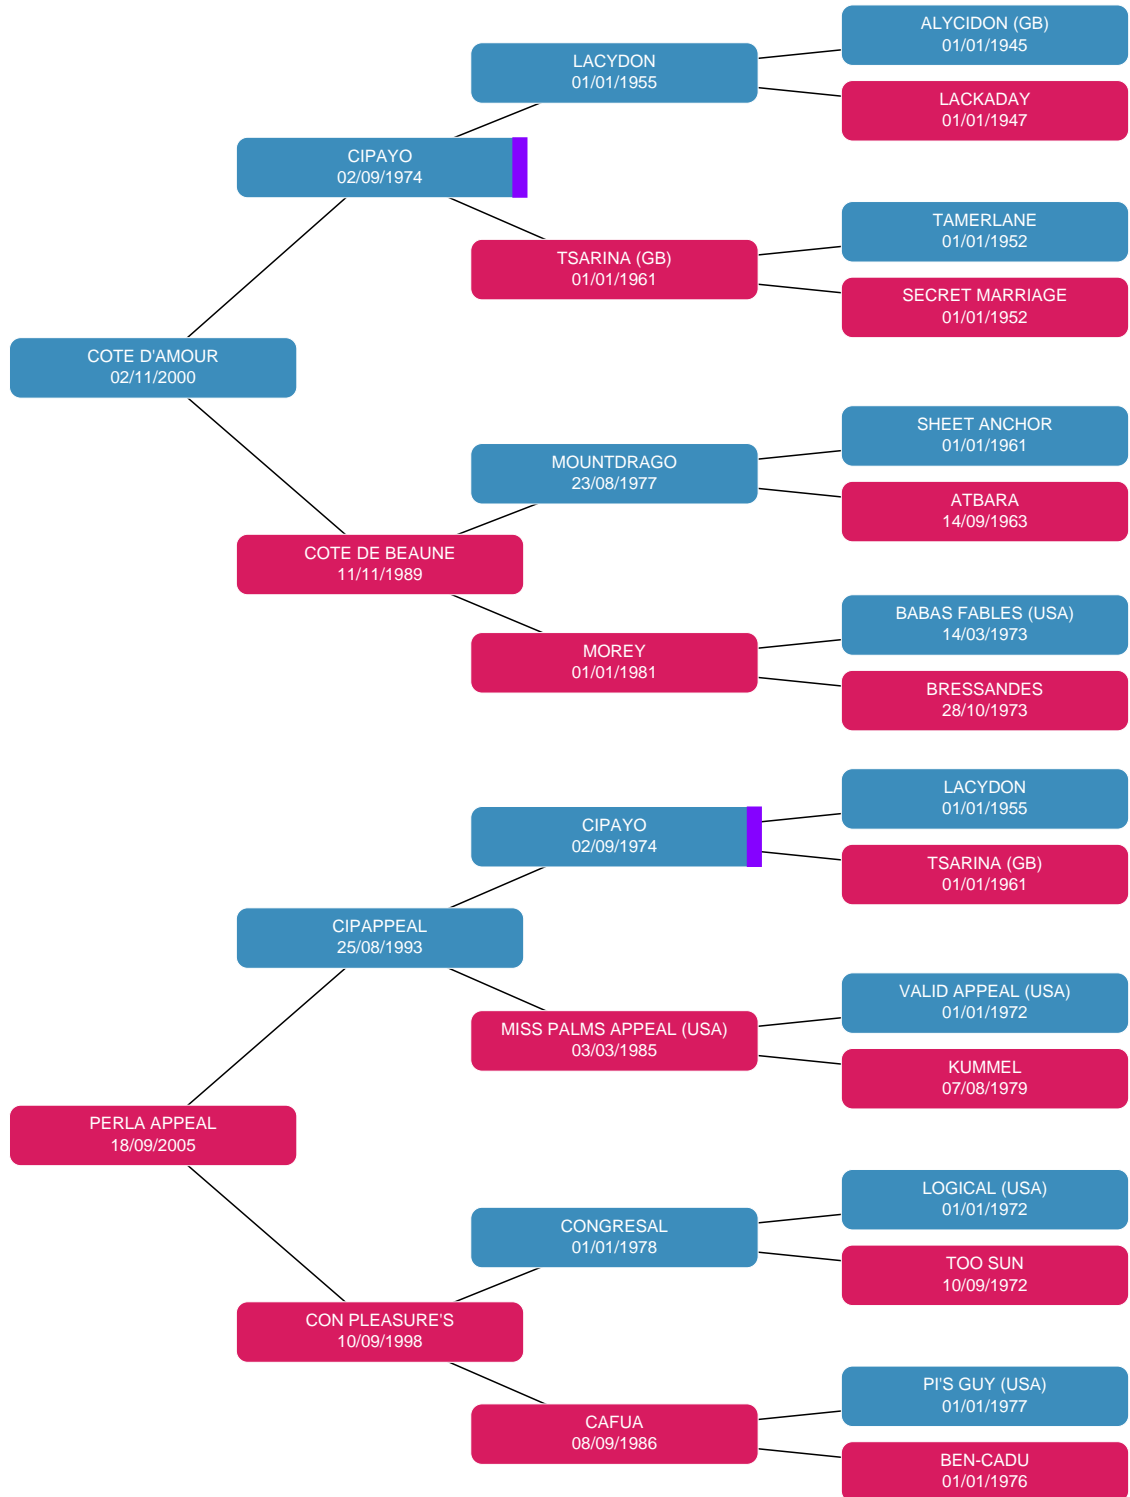 ALYCIDON (GB)
01/01/1945
LACYDON
01/01/1955
LACKADAY
01/01/1947
CIPAYO
02/09/1974
TAMERLANE
01/01/1952
TSARINA (GB)
01/01/1961
SECRET MARRIAGE
01/01/1952
COTE D'AMOUR
02/11/2000
SHEET ANCHOR
01/01/1961
MOUNTDRAGO
23/08/1977
ATBARA
14/09/1963
COTE DE BEAUNE
11/11/1989
BABAS FABLES (USA)
14/03/1973
MOREY
01/01/1981
BRESSANDES
28/10/1973
LACYDON
01/01/1955
CIPAYO
02/09/1974
TSARINA (GB)
01/01/1961
CIPAPPEAL
25/08/1993
VALID APPEAL (USA)
01/01/1972
MISS PALMS APPEAL (USA)
03/03/1985
KUMMEL
07/08/1979
PERLA APPEAL
18/09/2005
LOGICAL (USA)
01/01/1972
CONGRESAL
01/01/1978
TOO SUN
10/09/1972
CON PLEASURE'S
10/09/1998
PI'S GUY (USA)
01/01/1977
CAFUA
08/09/1986
BEN-CADU
01/01/1976